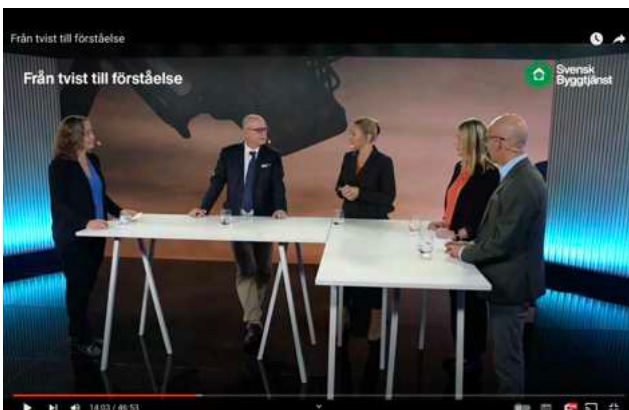 Från tvist till förståelse
Från tvist till förståelse
Svensk
Byggtjänst
14:03 / 46:53